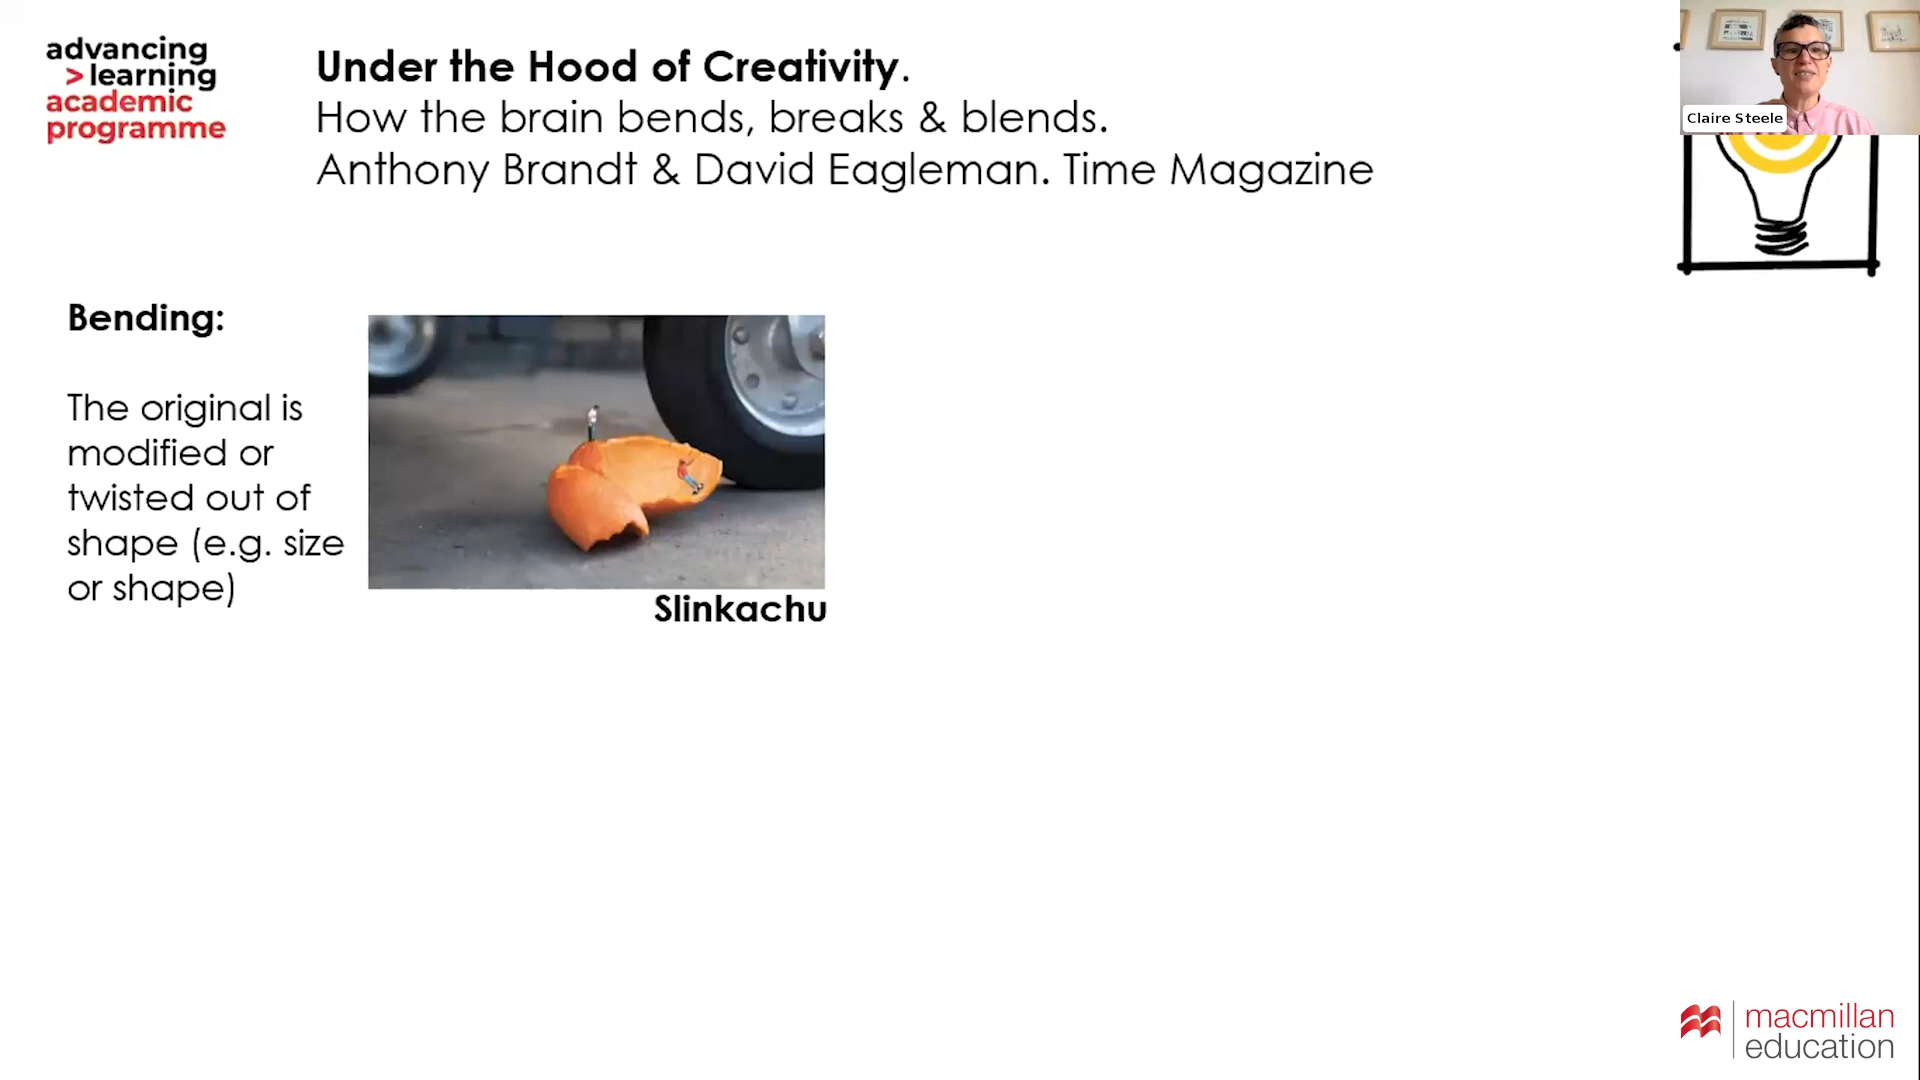 advancing
>learning
academic
programme
Under the Hood of Creativity.
How the brain bends, breaks & blends.
Anthony Brandt & David Eagleman. Time Magazine
Claire Steele
Bending:
The original is
modified or
twisted out of
shape (e.g. size
or shape)
Slinkachu
macmillan
education